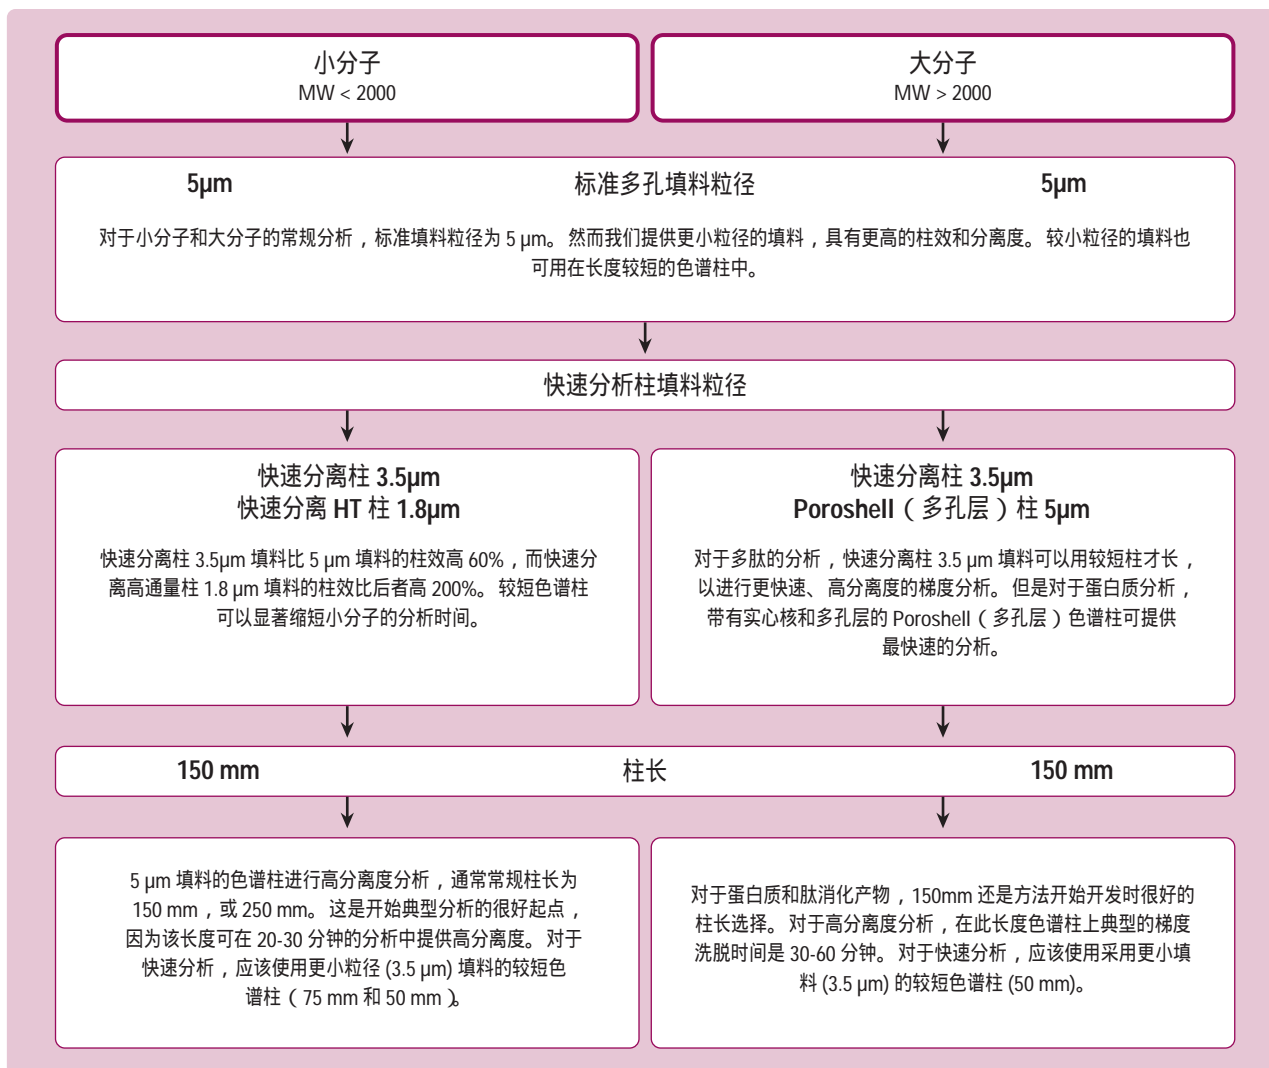 小分子
MW < 2000
大分子
MW > 2000
5µm 标准多孔填料粒径 5µm
对于小分子和大分子的常规分析，标准填料粒径为 5 µm。然而我们提供更小粒径的填料，具有更高的柱效和分离度。较小粒径的填料也
可用在长度较短的色谱柱中。
快速分析柱填料粒径
快速分离柱 3.5µm
快速分离 HT 柱 1.8µm
快速分离柱 3.5µm 填料比 5 µm 填料的柱效高 60%，而快速分
离高通量柱 1.8 µm 填料的柱效比后者高 200%。较短色谱柱
可以显著缩短小分子的分析时间。
快速分离柱 3.5µm
Poroshell（多孔层）柱 5µm
对于多肽的分析，快速分离柱 3.5 µm 填料可以用较短柱才长，
以进行更快速、高分离度的梯度分析。但是对于蛋白质分析，
带有实心核和多孔层的 Poroshell（多孔层）色谱柱可提供
最快速的分析。
150 mm 柱长 150 mm
5 µm 填料的色谱柱进行高分离度分析，通常常规柱长为
150 mm，或 250 mm。这是开始典型分析的很好起点，
因为该长度可在 20-30 分钟的分析中提供高分离度。对于
快速分析，应该使用更小粒径 (3.5 µm) 填料的较短色
谱柱（75 mm 和 50 mm）。
对于蛋白质和肽消化产物，150mm 还是方法开始开发时很好的
柱长选择。对于高分离度分析，在此长度色谱柱上典型的梯度
洗脱时间是 30-60 分钟。对于快速分析，应该使用采用更小填
料 (3.5 µm) 的较短色谱柱 (50 mm)。